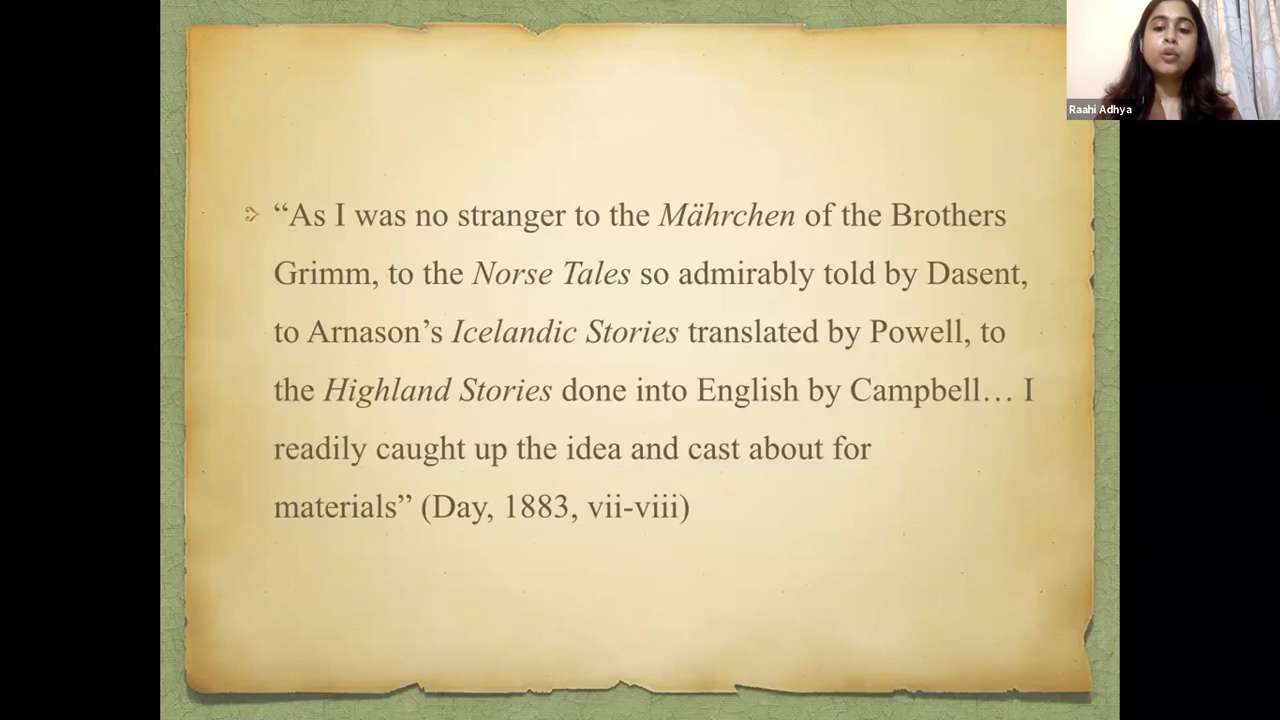 “As I was no stranger to the Mährchen of the Brothers
Grimm, to the Norse Tales so admirably told by Dasent,
to Arnason’s Icelandic Stories translated by Powell, to
the Highland Stories done into English by Campbell… I
readily caught up the idea and cast about for
materials” (Day, 1883, vii-viii)
Raahi Adhya